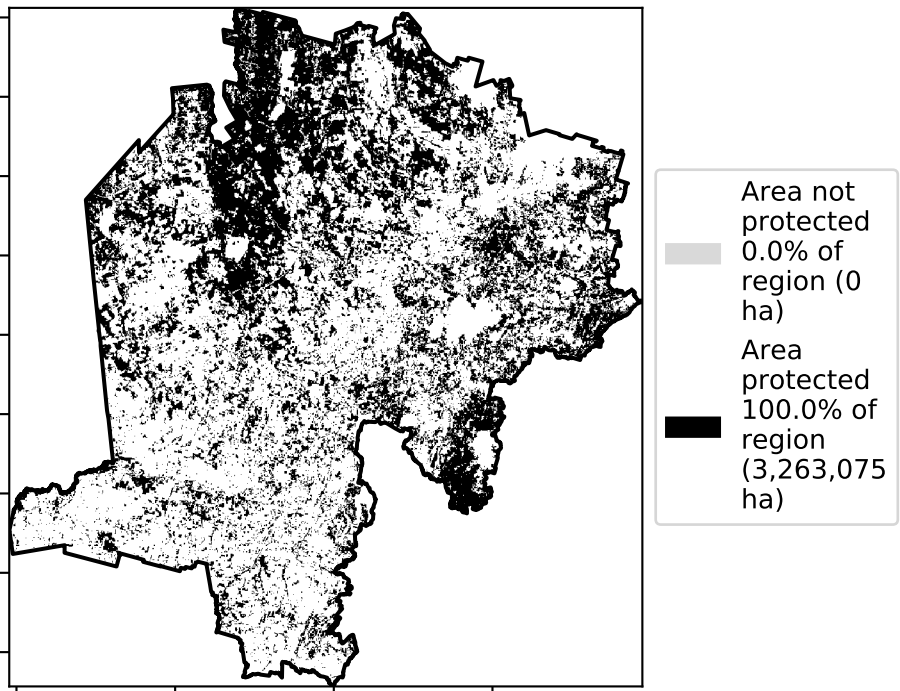 Area not
protected
0.0% of
region (0
ha)
Area
protected
100.0% of
region
(3,263,075
ha)